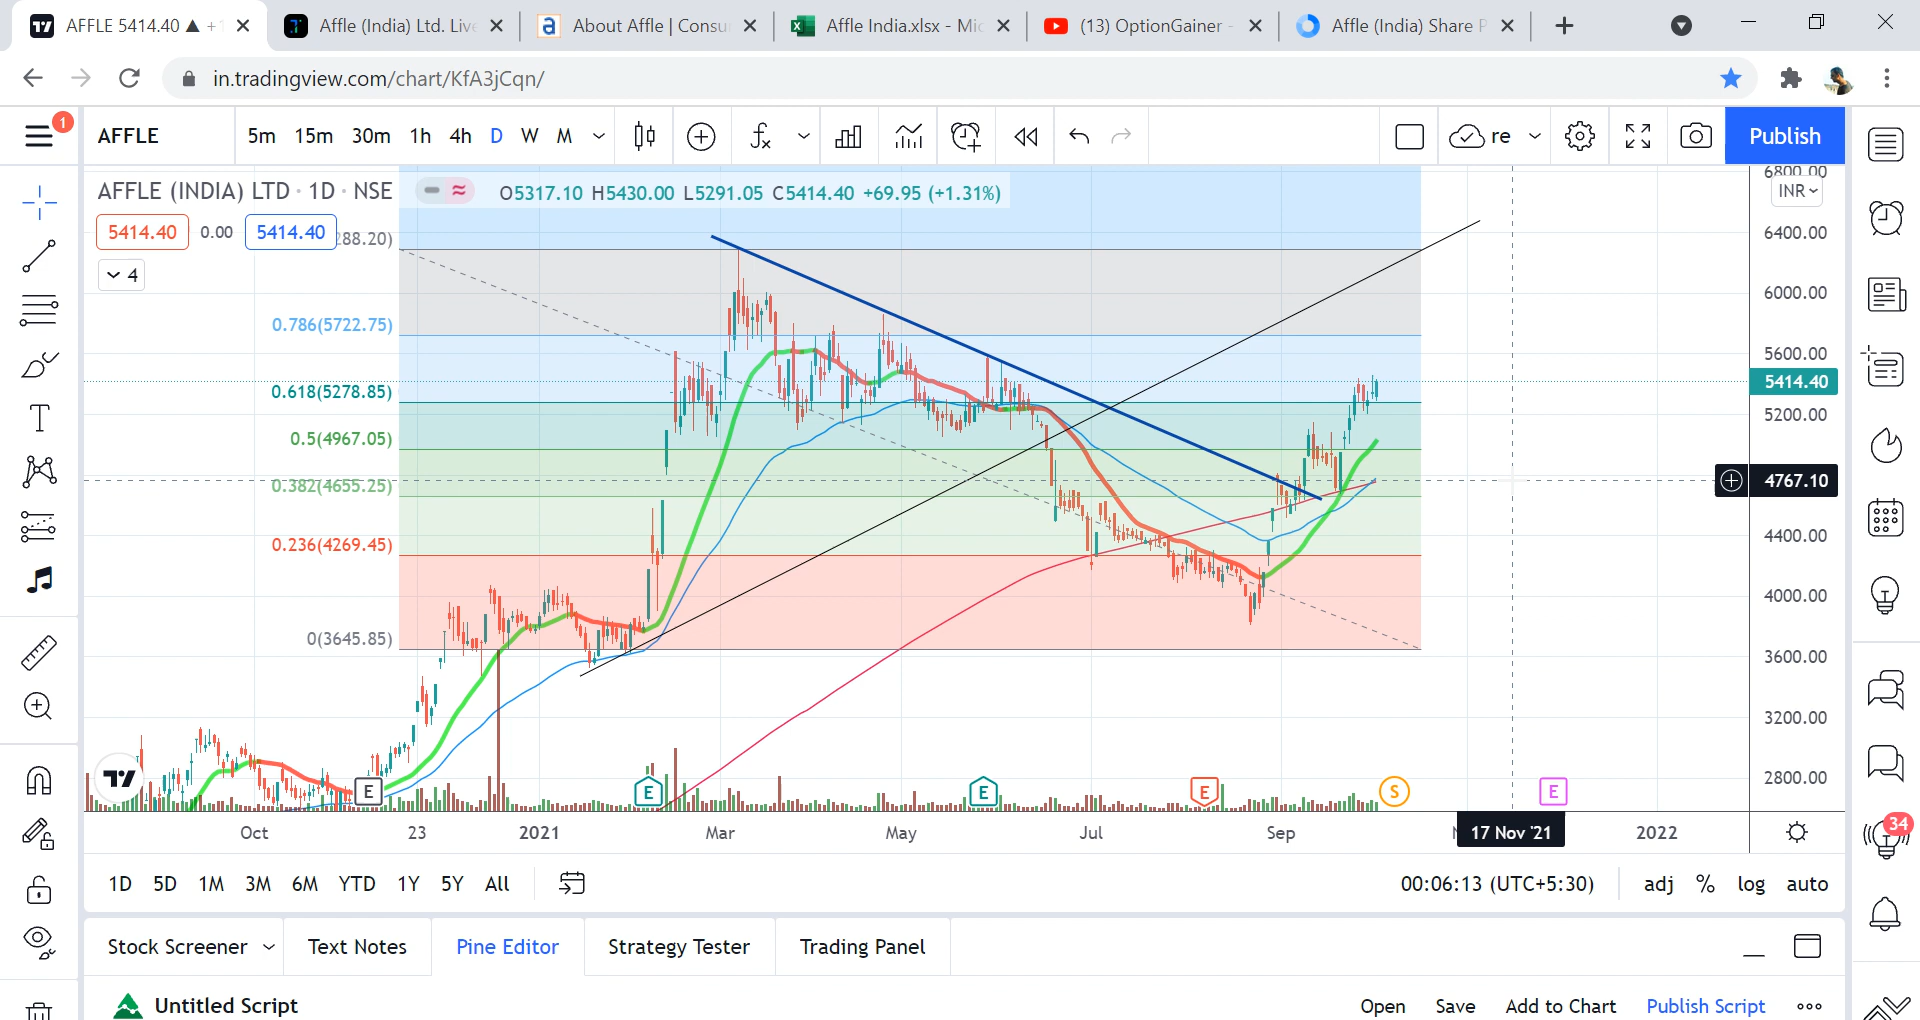 AFFLE 5414.40 ▲ +
Affle (India) Ltd. Live
About Affle | Consu
Affle India.xlsx - Mic
(13) OptionGainer -
Affle (India) Share P
in.tradingview.com/chart/KfA3jCqn/
1
AFFLE
5m 15m 30m 1h 4h D W M
re
Publish
AFFLE (INDIA) LTD · 1D · NSE
O5317.10 H5430.00 L5291.05 C5414.40 +69.95 (+1.31%)
6800.00
INR
5414.40
0.00
5414.40
288.20)
6400.00
4
6000.00
0.786(5722.75)
5600.00
5414.40
0.618(5278.85)
5200.00
0.5(4967.05)
4767.10
0.382(4655.25)
4400.00
0.236(4269.45)
4000.00
0(3645.85)
3600.00
3200.00
2800.00
E
E
E
E
S
E
Oct
23
2021
Mar
May
Jul
Sep
17 Nov '21
2022
34
1D 5D 1M 3M 6M YTD 1Y 5Y All
00:06:13 (UTC+5:30)
adj % log auto
Stock Screener
Text Notes
Pine Editor
Strategy Tester
Trading Panel
Untitled Script
Open Save Add to Chart Publish Script